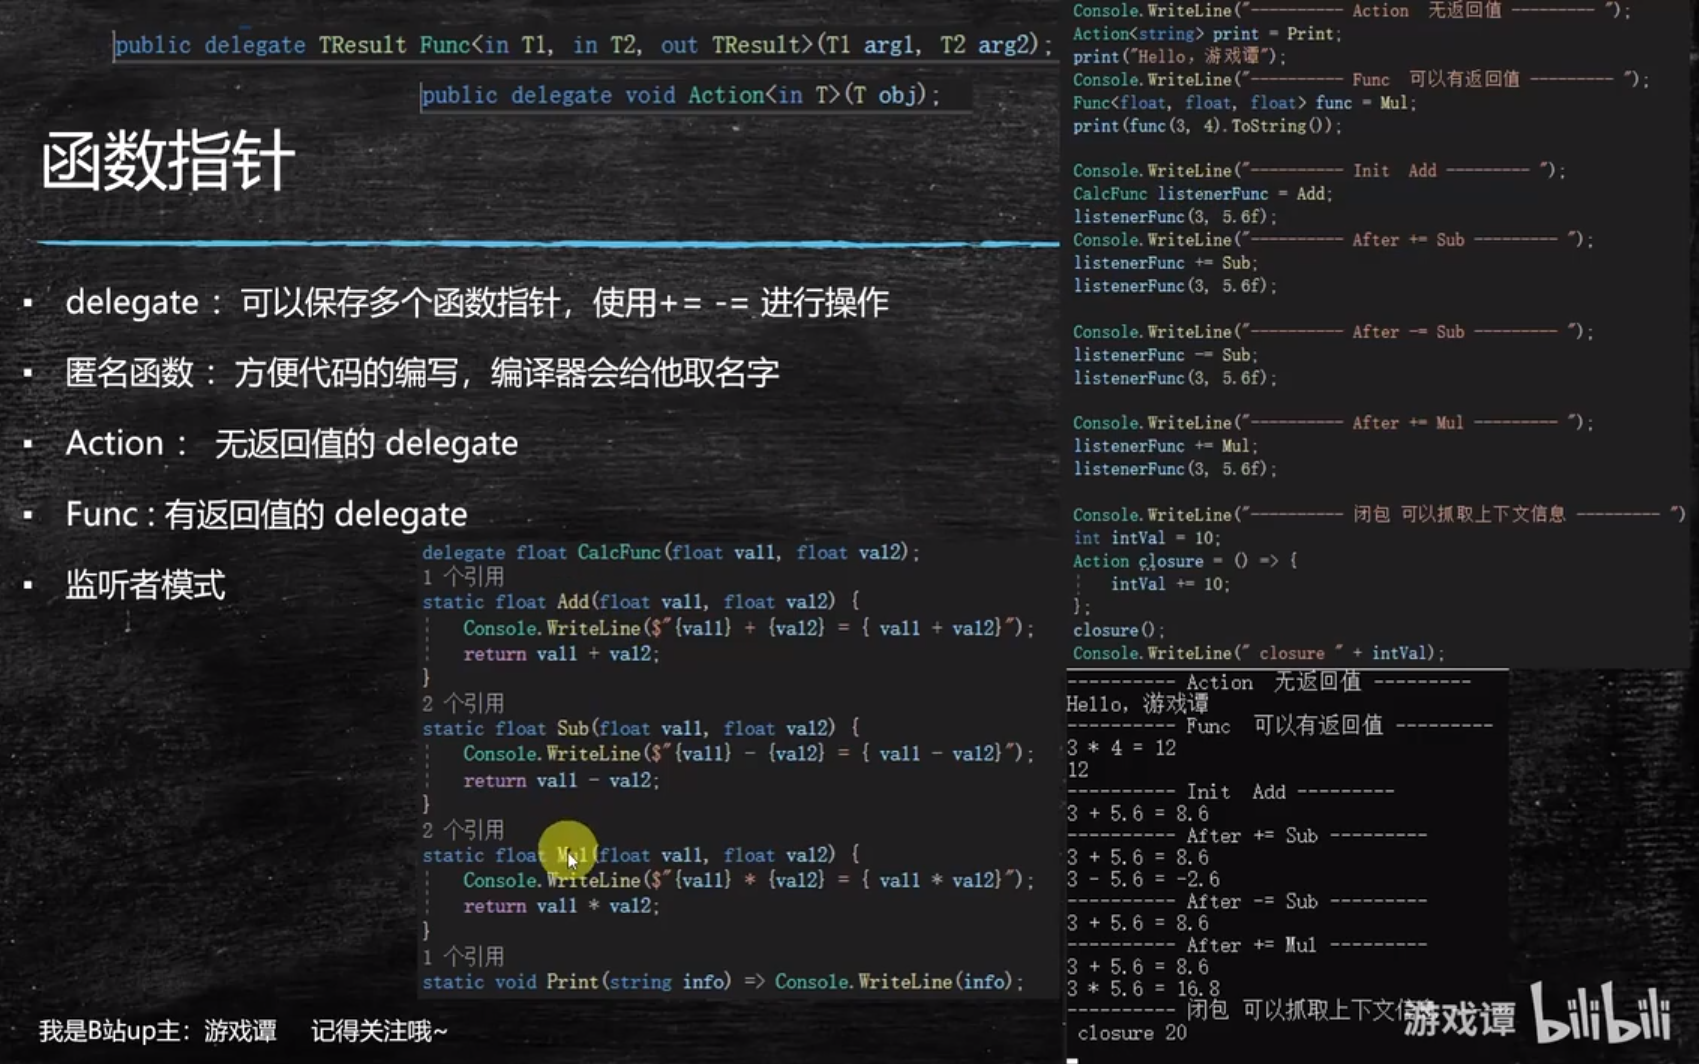 public delegate TResult Func<in T1, in T2, out TResult>(T1 arg1, T2 arg2);
public delegate void Action<in T>(T obj);
函数指针
▪ delegate ：可以保存多个函数指针，使用+= -= 进行操作
▪ 匿名函数 ：方便代码的编写，编译器会给他取名字
▪ Action ： 无返回值的 delegate
▪ Func : 有返回值的 delegate
▪ 监听者模式
delegate float CalcFunc(float val1, float val2);
1 个引用
static float Add(float val1, float val2) {
Console.WriteLine($"{val1} + {val2} = { val1 + val2}");
return val1 + val2;
}
2 个引用
static float Sub(float val1, float val2) {
Console.WriteLine($"{val1} - {val2} = { val1 - val2}");
return val1 - val2;
}
2 个引用
static float Mul(float val1, float val2) {
Console.WriteLine($"{val1} * {val2} = { val1 * val2}");
return val1 * val2;
}
1 个引用
static void Print(string info) => Console.WriteLine(info);
我是B站up主：游戏谭 记得关注哦~
Console.WriteLine("---------- Action 无返回值 --------- ");
Action<string> print = Print;
print("Hello，游戏谭");
Console.WriteLine("---------- Func 可以有返回值 --------- ");
Func<float, float, float> func = Mul;
print(func(3, 4).ToString());
Console.WriteLine("---------- Init Add --------- ");
CalcFunc listenerFunc = Add;
listenerFunc(3, 5.6f);
Console.WriteLine("---------- After += Sub --------- ");
listenerFunc += Sub;
listenerFunc(3, 5.6f);
Console.WriteLine("---------- After -= Sub --------- ");
listenerFunc -= Sub;
listenerFunc(3, 5.6f);
Console.WriteLine("---------- After += Mul --------- ");
listenerFunc += Mul;
listenerFunc(3, 5.6f);
Console.WriteLine("---------- 闭包 可以抓取上下文信息 --------- ")
int intVal = 10;
Action closure = () => {
intVal += 10;
};
closure();
Console.WriteLine(" closure " + intVal);
---------- Action 无返回值 ---------
Hello，游戏谭
---------- Func 可以有返回值 ---------
3 * 4 = 12
12
---------- Init Add ---------
3 + 5.6 = 8.6
---------- After += Sub ---------
3 + 5.6 = 8.6
3 - 5.6 = -2.6
---------- After -= Sub ---------
3 + 5.6 = 8.6
---------- After += Mul ---------
3 + 5.6 = 8.6
3 * 5.6 = 16.8
---------- 闭包 可以抓取上下文信
closure 20
游戏谭 bilibili